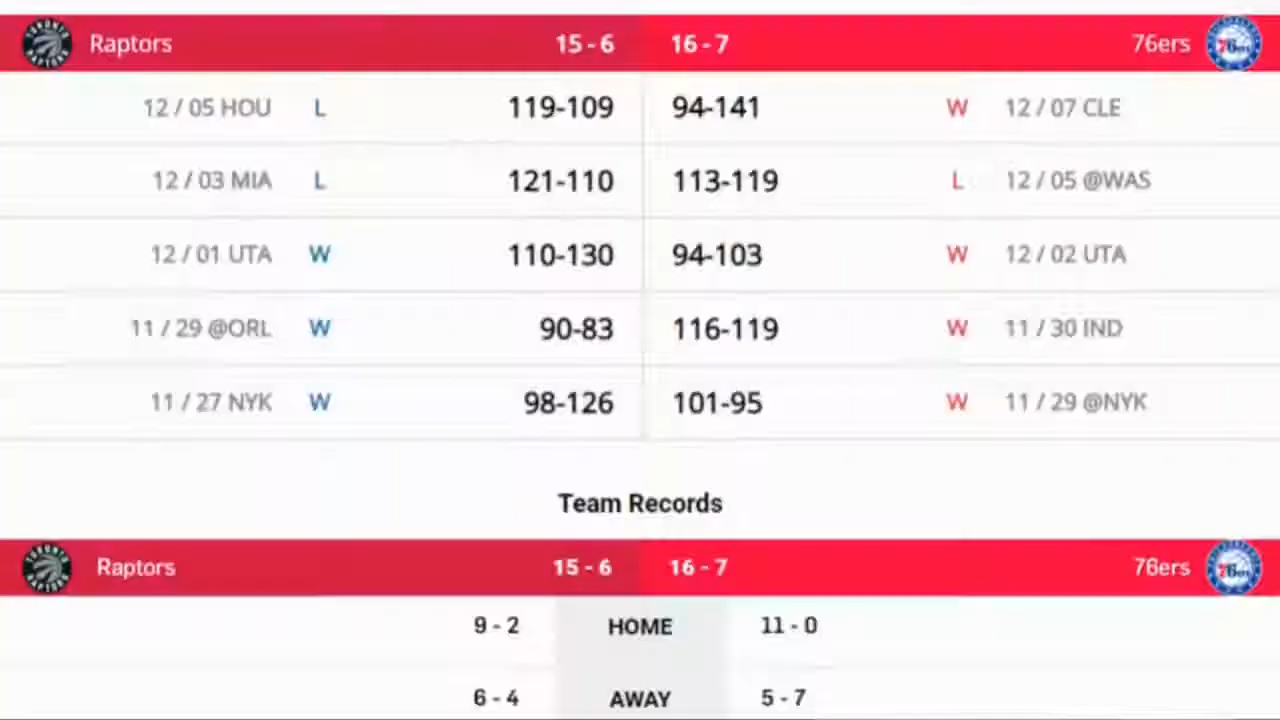 Raptors 15 - 6 16 - 7 76ers
12 / 05 HOU L 119-109 94-141 W 12 / 07 CLE
12 / 03 MIA L 121-110 113-119 L 12 / 05 @WAS
12 / 01 UTA W 110-130 94-103 W 12 / 02 UTA
11 / 29 @ORL W 90-83 116-119 W 11 / 30 IND
11 / 27 NYK W 98-126 101-95 W 11 / 29 @NYK
Team Records
Raptors 15 - 6 16 - 7 76ers
9 - 2 HOME 11 - 0
6 - 4 AWAY 5 - 7